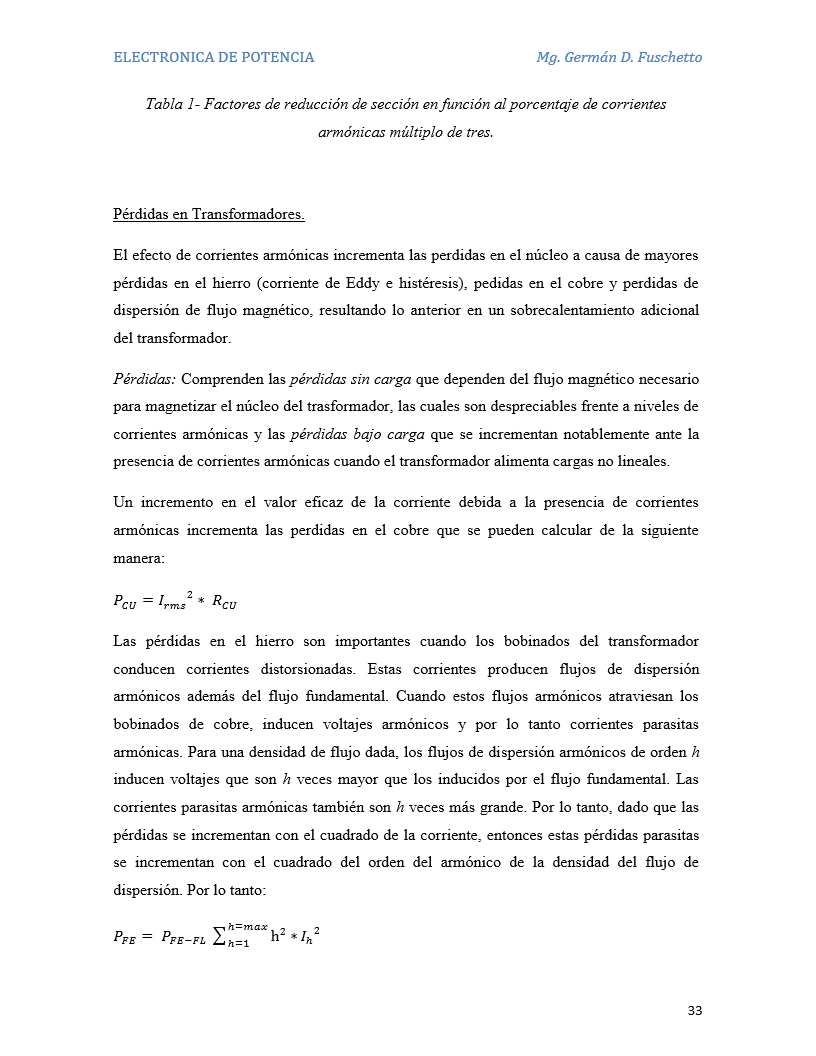 ELECTRONICA DE POTENCIA Mg. Germán D. Fuschetto
Tabla 1- Factores de reducción de sección en función al porcentaje de corrientes
armónicas múltiplo de tres.
Pérdidas en Transformadores.
El efecto de corrientes armónicas incrementa las perdidas en el núcleo a causa de mayores
pérdidas en el hierro (corriente de Eddy e histéresis), pedidas en el cobre y perdidas de
dispersión de flujo magnético, resultando lo anterior en un sobrecalentamiento adicional
del transformador.
Pérdidas: Comprenden las pérdidas sin carga que dependen del flujo magnético necesario
para magnetizar el núcleo del trasformador, las cuales son despreciables frente a niveles de
corrientes armónicas y las pérdidas bajo carga que se incrementan notablemente ante la
presencia de corrientes armónicas cuando el transformador alimenta cargas no lineales.
Un incremento en el valor eficaz de la corriente debida a la presencia de corrientes
armónicas incrementa las perdidas en el cobre que se pueden calcular de la siguiente
manera:
P_{CU} = I_{rms}^2 * R_{CU}
Las pérdidas en el hierro son importantes cuando los bobinados del transformador
conducen corrientes distorsionadas. Estas corrientes producen flujos de dispersión
armónicos además del flujo fundamental. Cuando estos flujos armónicos atraviesan los
bobinados de cobre, inducen voltajes armónicos y por lo tanto corrientes parasitas
armónicas. Para una densidad de flujo dada, los flujos de dispersión armónicos de orden h
inducen voltajes que son h veces mayor que los inducidos por el flujo fundamental. Las
corrientes parasitas armónicas también son h veces más grande. Por lo tanto, dado que las
pérdidas se incrementan con el cuadrado de la corriente, entonces estas pérdidas parasitas
se incrementan con el cuadrado del orden del armónico de la densidad del flujo de
dispersión. Por lo tanto:
P_{FE} = P_{FE-FL} ∑_{h=1}^{h=max} h^2 * I_h^2
33